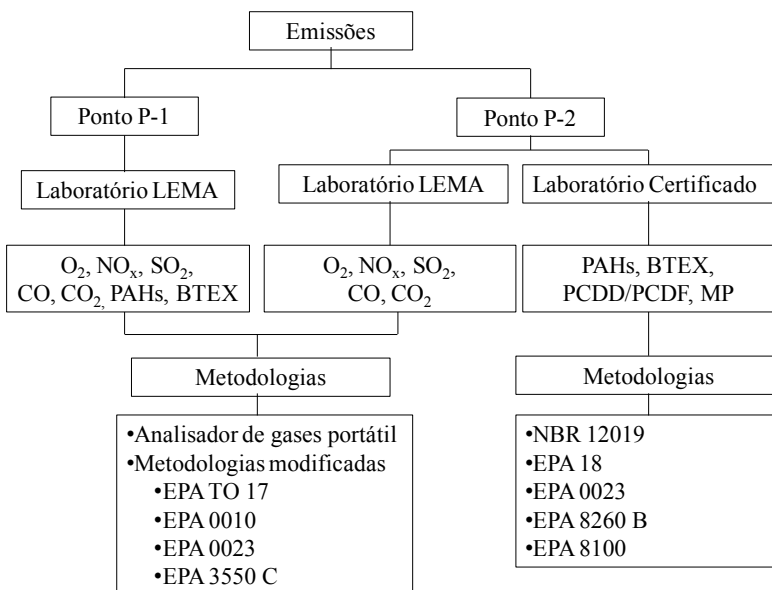 Emissões
Ponto P-1
Ponto P-2
Laboratório LEMA
Laboratório LEMA
Laboratório Certificado
O₂, NOₓ, SO₂,
CO, CO₂, PAHs, BTEX
O₂, NOₓ, SO₂,
CO, CO₂
PAHs, BTEX,
PCDD/PCDF, MP
Metodologias
Metodologias
•Analisador de gases portátil
•Metodologias modificadas
•EPA TO 17
•EPA 0010
•EPA 0023
•EPA 3550 C
•NBR 12019
•EPA 18
•EPA 0023
•EPA 8260 B
•EPA 8100